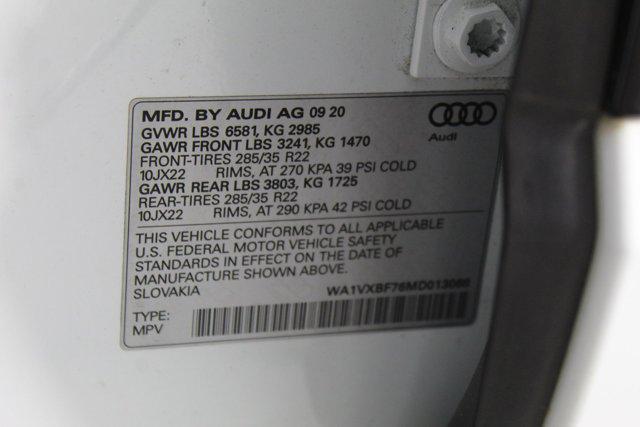 MFD. BY AUDI AG 09 20
GVWR LBS 6581, KG 2985
GAWR FRONT LBS 3241, KG 1470
FRONT-TIRES 285/35 R22
10JX22 RIMS, AT 270 KPA 39 PSI COLD
GAWR REAR LBS 3803, KG 1725
REAR-TIRES 285/35 R22
10JX22 RIMS, AT 290 KPA 42 PSI COLD
Audi
THIS VEHICLE CONFORMS TO ALL APPLICABLE
U.S. FEDERAL MOTOR VEHICLE SAFETY
STANDARDS IN EFFECT ON THE DATE OF
MANUFACTURE SHOWN ABOVE.
SLOVAKIA
TYPE:
MPV